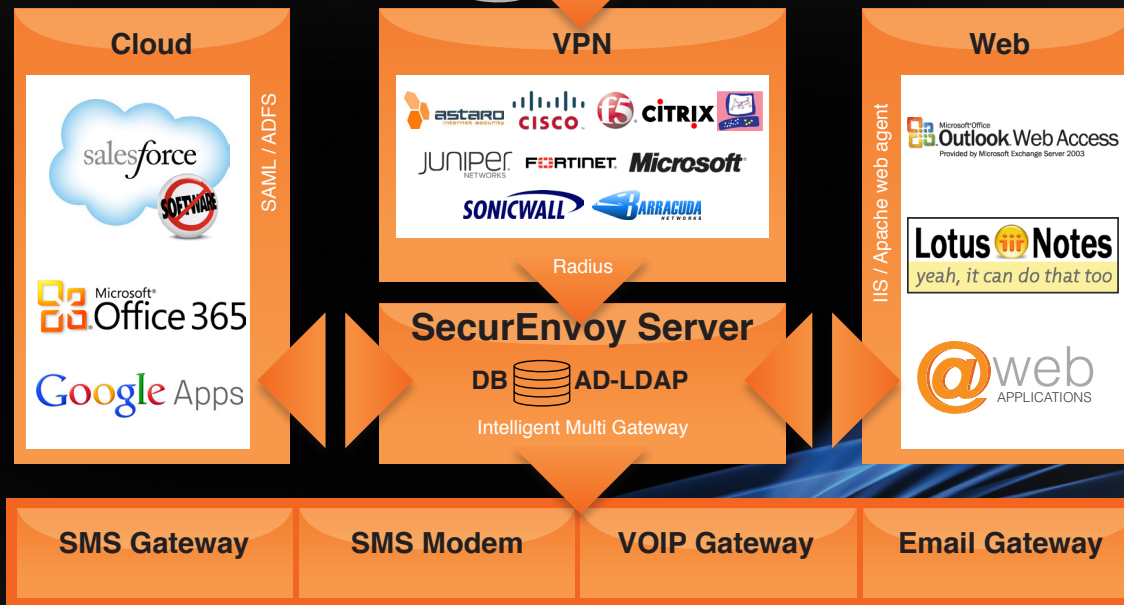 Cloud
salesforce
SOFTWARE
Microsoft®
Office 365
Google Apps
SAML / ADFS
VPN
astaro
internet security
CISCO
f5
CITRIX
JUNIPER
NETWORKS
FORTINET
Microsoft
SONICWALL
BARRACUDA
NETWORKS
Radius
SecurEnvoy Server
DB
AD-LDAP
Intelligent Multi Gateway
Web
IIS / Apache web agent
Microsoft Office
Outlook Web Access
Provided by Microsoft Exchange Server 2003
Lotus Notes
yeah, it can do that too
@web
APPLICATIONS
SMS Gateway
SMS Modem
VOIP Gateway
Email Gateway